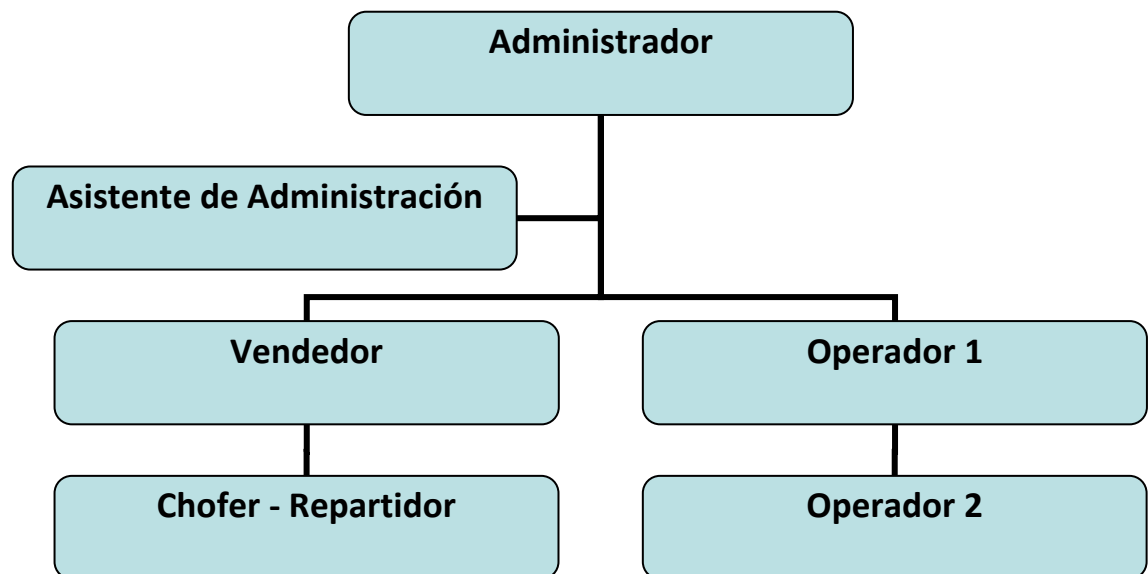 Administrador
Asistente de Administración
Vendedor
Operador 1
Chofer - Repartidor
Operador 2